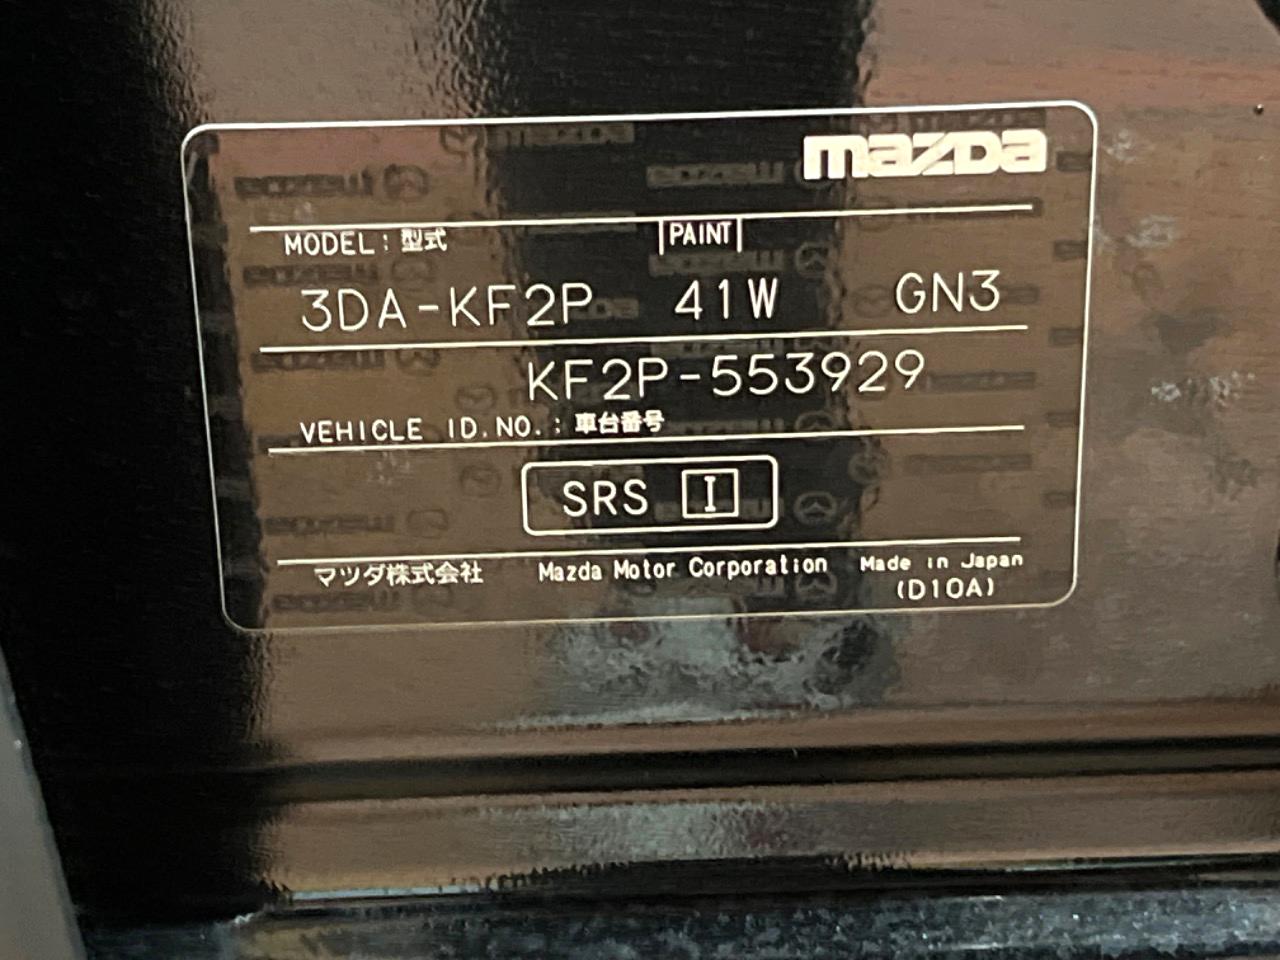 mazda
MODEL : 型式 PAINT
3DA-KF2P 41W GN3
KF2P-553929
VEHICLE ID.NO. : 車台番号
SRS I
マツダ株式会社 Mazda Motor Corporation Made in Japan
(D10A)